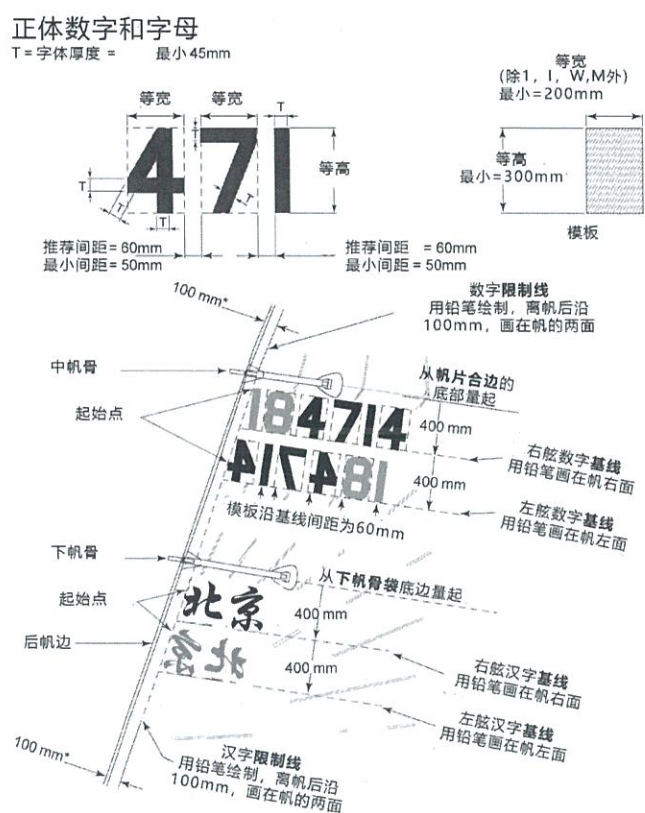 正体数字和字母
T = 字体厚度 = 最小 45mm
等宽
(除1, I, W,M外)
最小=200mm
等宽 等宽 T
T
471
等高
T
T
T
T
等高
最小=300mm
模板
推荐间距 = 60mm
最小间距 = 50mm
推荐间距 = 60mm
最小间距 = 50mm
100 mm*
数字限制线
用铅笔绘制，离帆后沿
100mm，画在帆的两面
中帆骨
从帆片合边的
底部量起
起始点
184714
400 mm
右舷数字基线
用铅笔画在帆右面
184714
400 mm
左舷数字基线
用铅笔画在帆左面
模板沿基线间距为60mm
下帆骨
从下帆骨袋底边量起
起始点
北京
400 mm
后帆边
北京
400 mm
右舷汉字基线
用铅笔画在帆右面
左舷汉字基线
用铅笔画在帆左面
100 mm*
汉字限制线
用铅笔绘制，离帆后沿
100mm，画在帆的两面